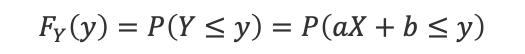 F_Y(y) = P(Y ≤ y) = P(aX + b ≤ y)